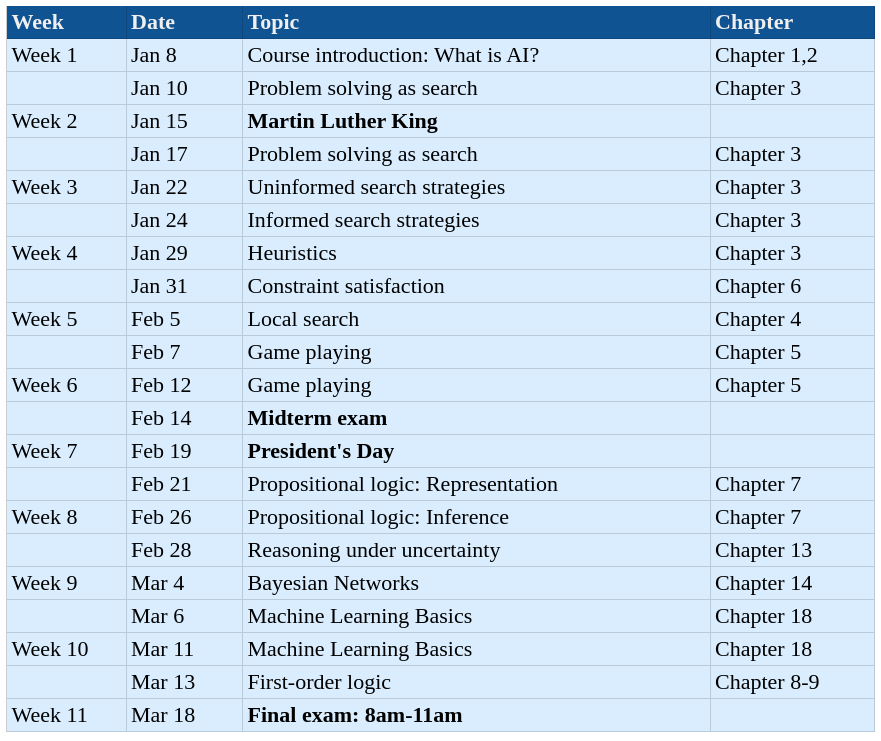 Week Date Topic Chapter
Week 1 Jan 8 Course introduction: What is AI? Chapter 1,2
Jan 10 Problem solving as search Chapter 3
Week 2 Jan 15 Martin Luther King
Jan 17 Problem solving as search Chapter 3
Week 3 Jan 22 Uninformed search strategies Chapter 3
Jan 24 Informed search strategies Chapter 3
Week 4 Jan 29 Heuristics Chapter 3
Jan 31 Constraint satisfaction Chapter 6
Week 5 Feb 5 Local search Chapter 4
Feb 7 Game playing Chapter 5
Week 6 Feb 12 Game playing Chapter 5
Feb 14 Midterm exam
Week 7 Feb 19 President's Day
Feb 21 Propositional logic: Representation Chapter 7
Week 8 Feb 26 Propositional logic: Inference Chapter 7
Feb 28 Reasoning under uncertainty Chapter 13
Week 9 Mar 4 Bayesian Networks Chapter 14
Mar 6 Machine Learning Basics Chapter 18
Week 10 Mar 11 Machine Learning Basics Chapter 18
Mar 13 First-order logic Chapter 8-9
Week 11 Mar 18 Final exam: 8am-11am